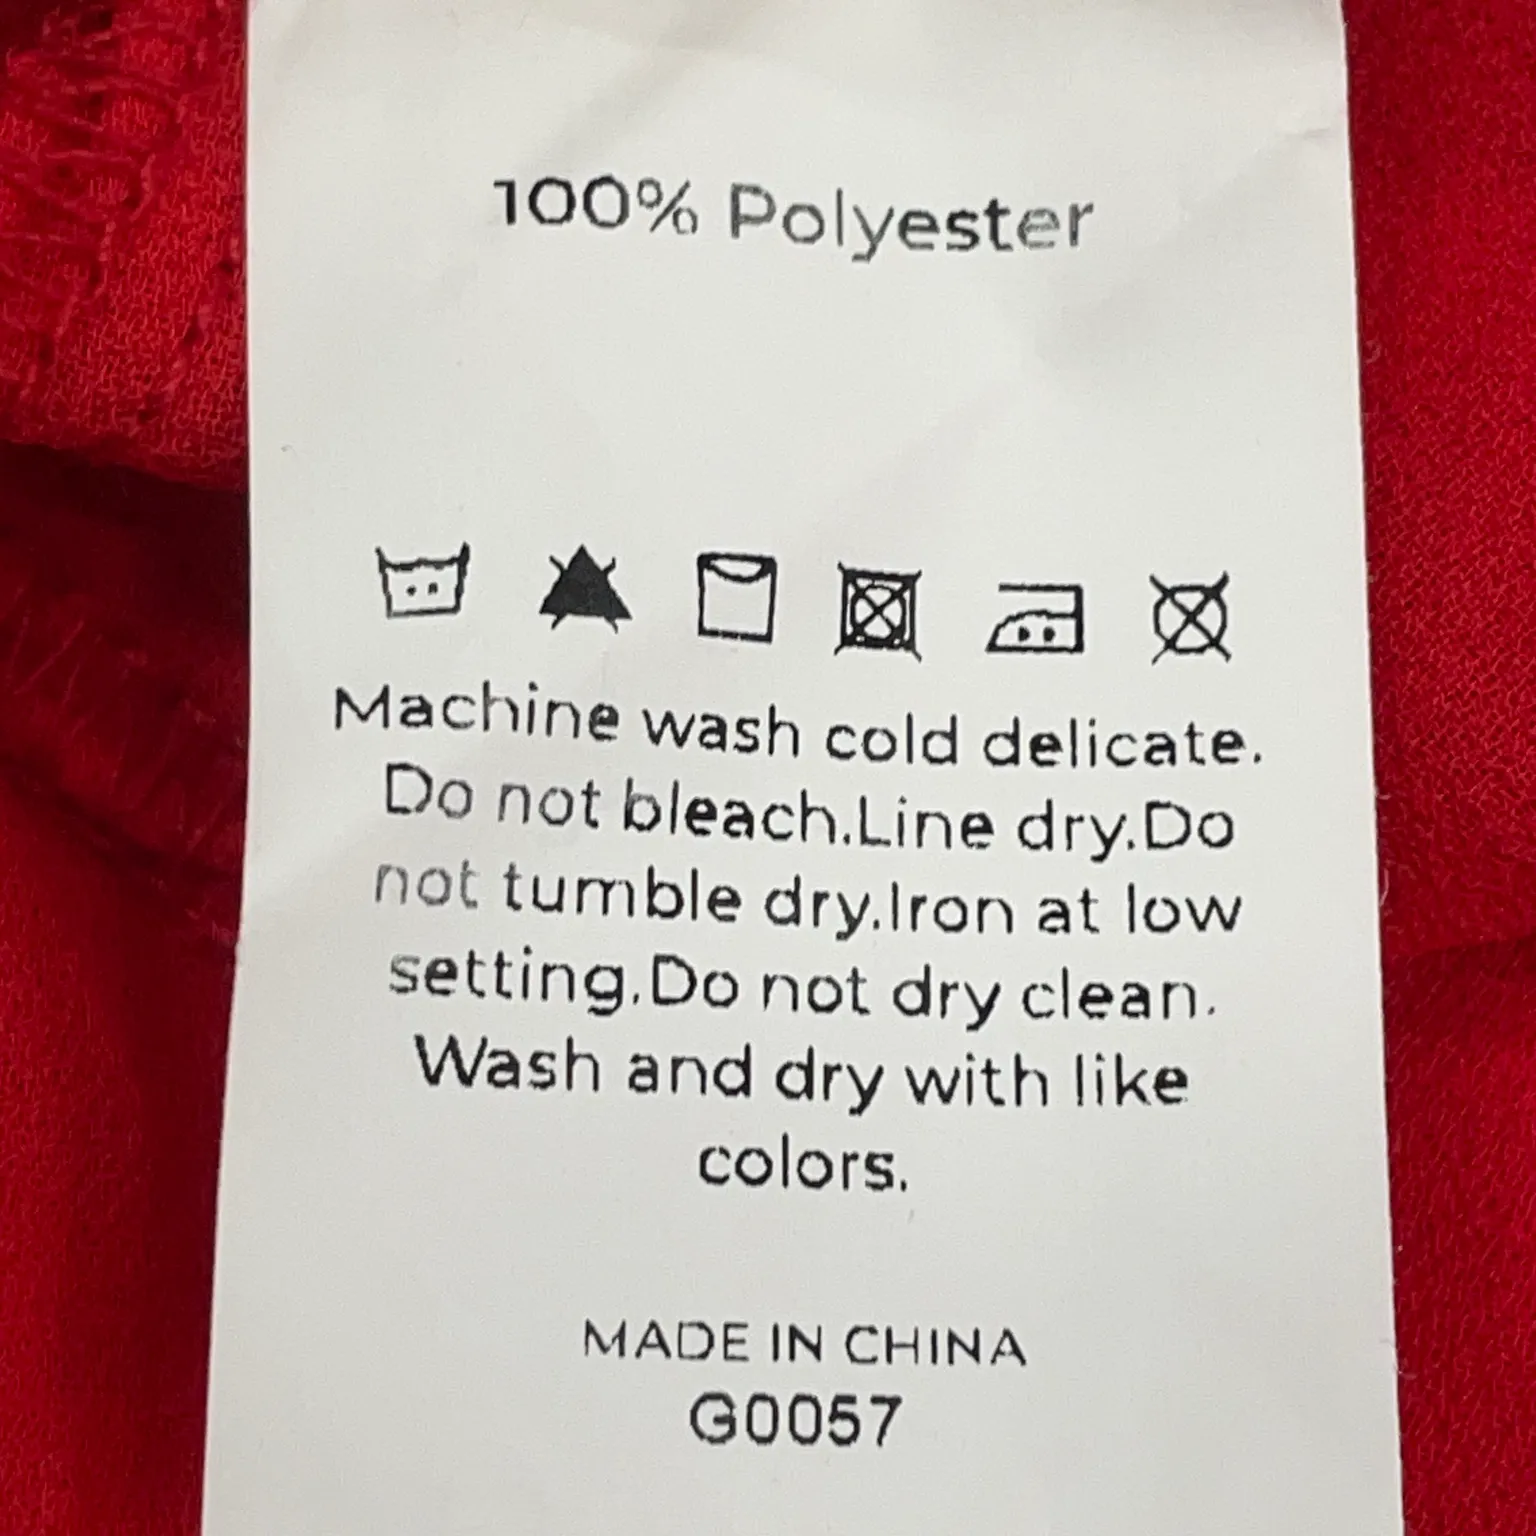 100% Polyester
Machine wash cold delicate.
Do not bleach.Line dry.Do
not tumble dry.Iron at low
setting.Do not dry clean.
Wash and dry with like
colors.
MADE IN CHINA
G0057